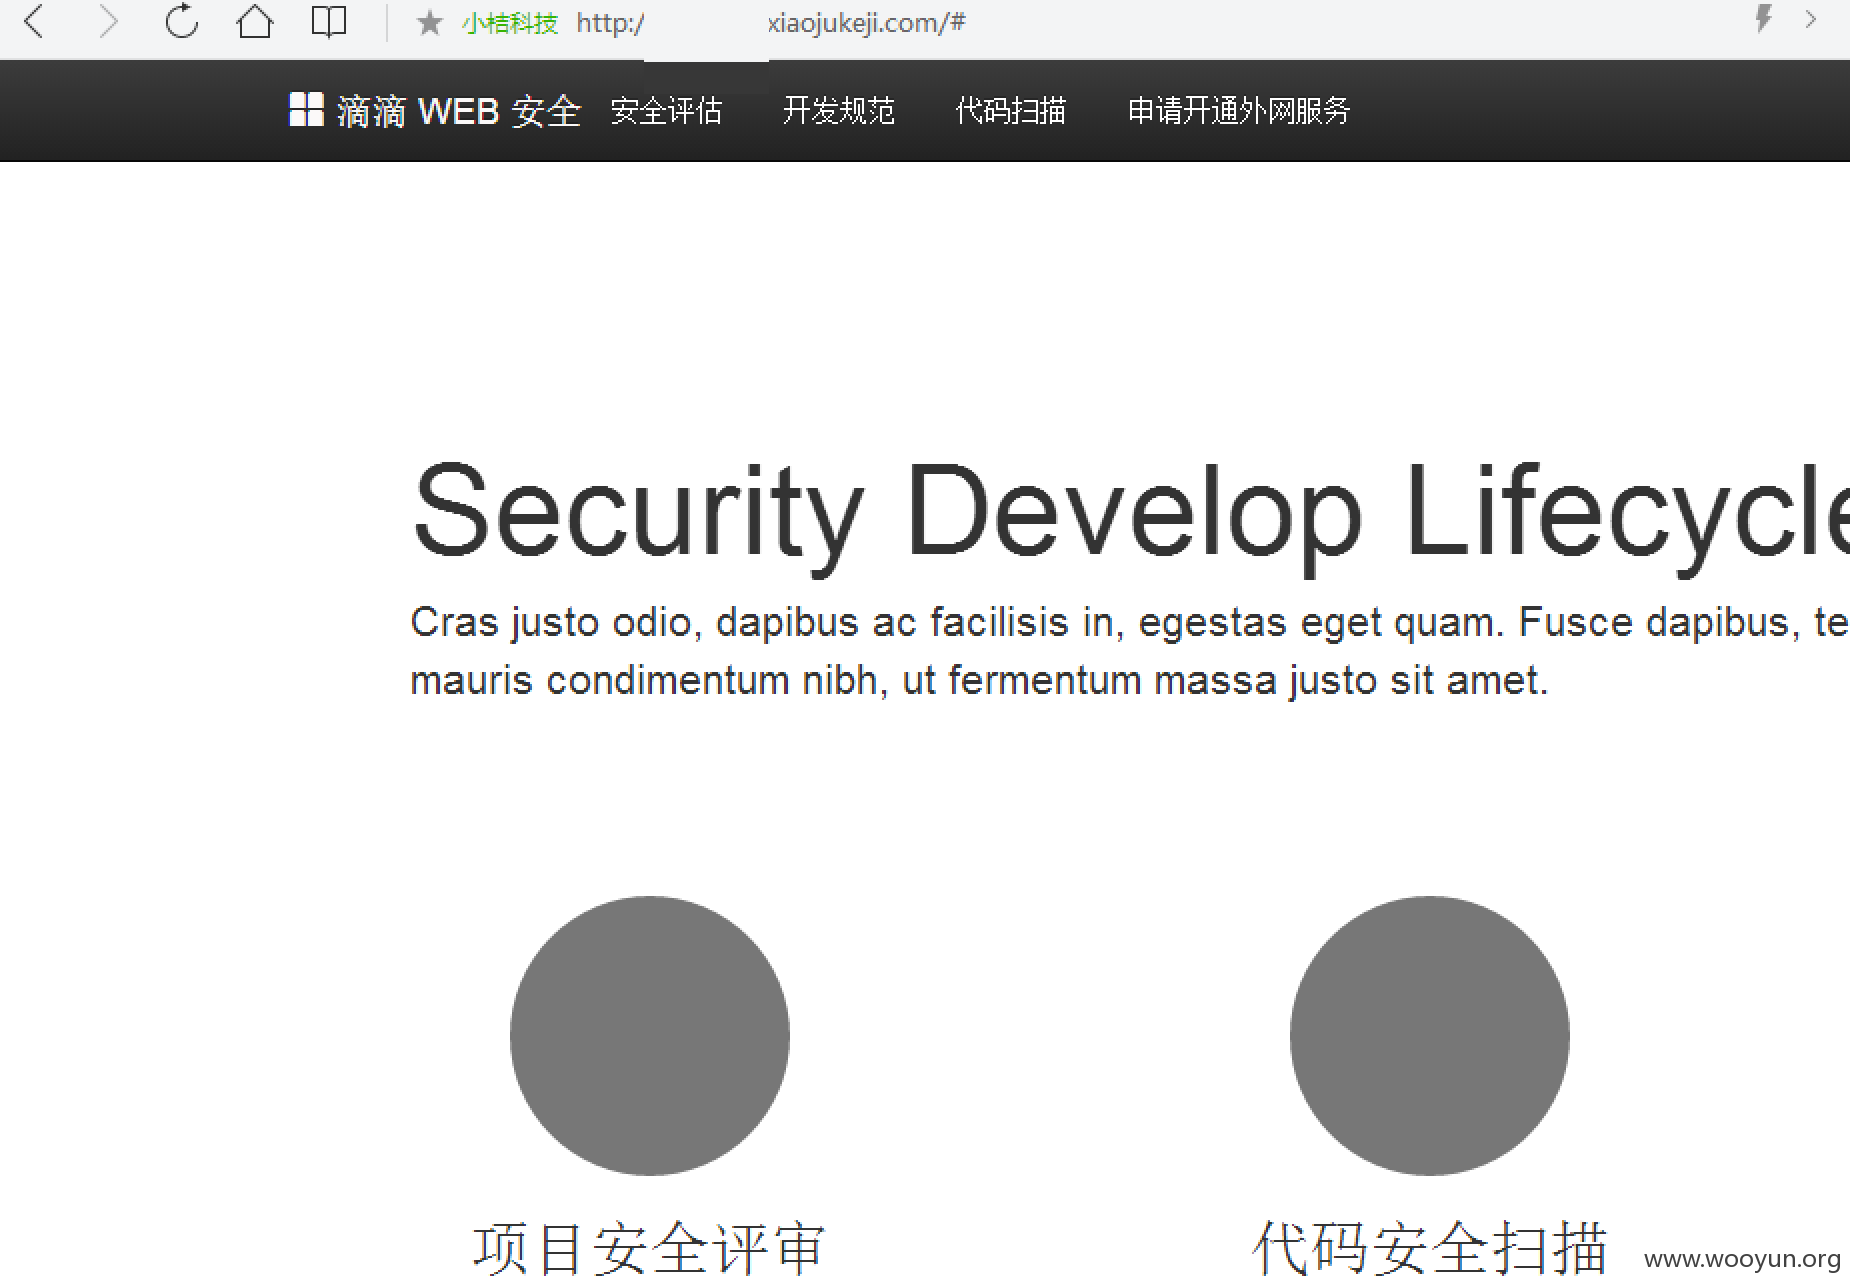 小桔科技 http:/ xiaojukeji.com/#
滴滴 WEB 安全 安全评估 开发规范 代码扫描 申请开通外网服务
Security Develop Lifecycle
Cras justo odio, dapibus ac facilisis in, egestas eget quam. Fusce dapibus, te
mauris condimentum nibh, ut fermentum massa justo sit amet.
项目安全评审 代码安全扫描
www.wooyun.org